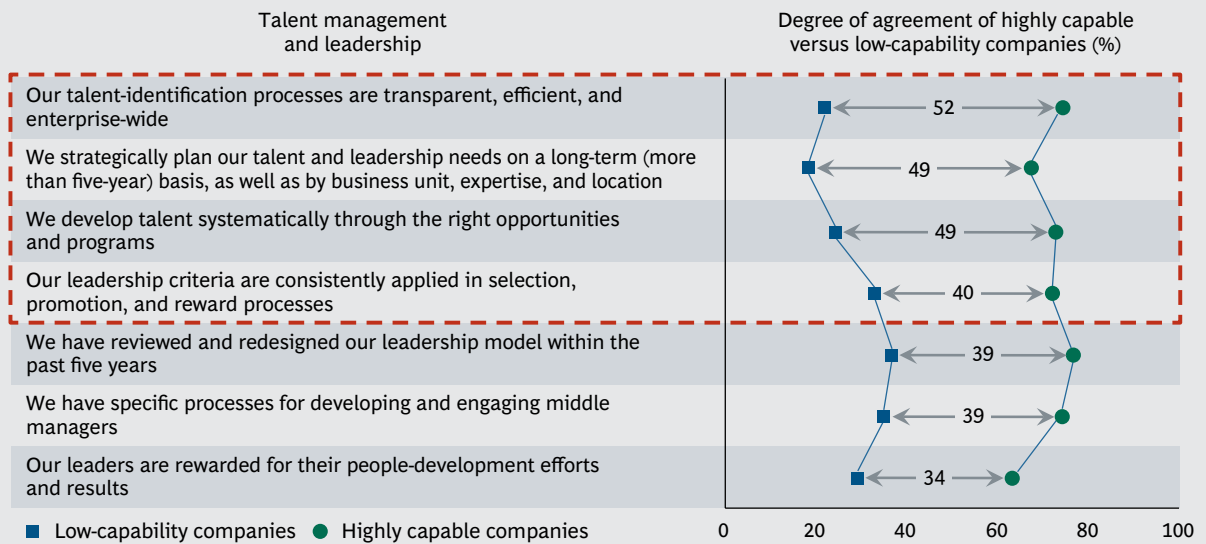 Talent management
and leadership
Degree of agreement of highly capable
versus low-capability companies (%)
Our talent-identification processes are transparent, efficient, and
enterprise-wide
52
We strategically plan our talent and leadership needs on a long-term (more
than five-year) basis, as well as by business unit, expertise, and location
49
We develop talent systematically through the right opportunities
and programs
49
Our leadership criteria are consistently applied in selection,
promotion, and reward processes
40
We have reviewed and redesigned our leadership model within the
past five years
39
We have specific processes for developing and engaging middle
managers
39
Our leaders are rewarded for their people-development efforts
and results
34
Low-capability companies Highly capable companies
0 20 40 60 80 100